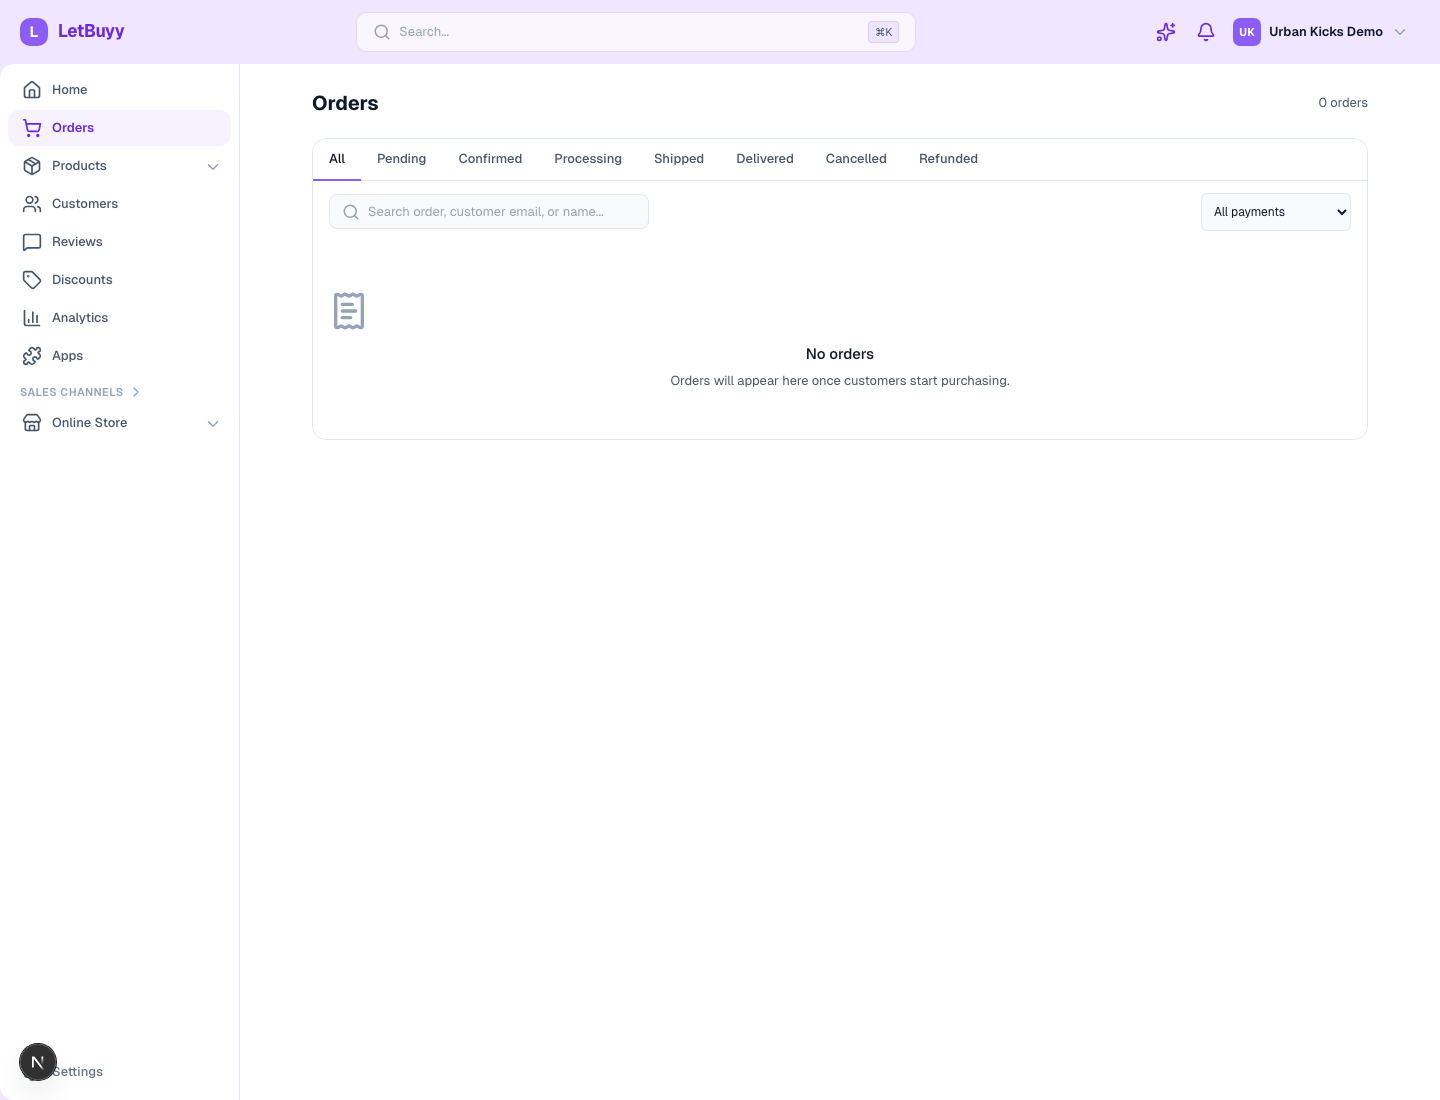 L LetBuyy
Search...
⌘K
UK Urban Kicks Demo
Home
Orders
Products
Customers
Reviews
Discounts
Analytics
Apps
SALES CHANNELS
Online Store
N
Settings
Orders
0 orders
All Pending Confirmed Processing Shipped Delivered Cancelled Refunded
Search order, customer email, or name...
All payments
No orders
Orders will appear here once customers start purchasing.